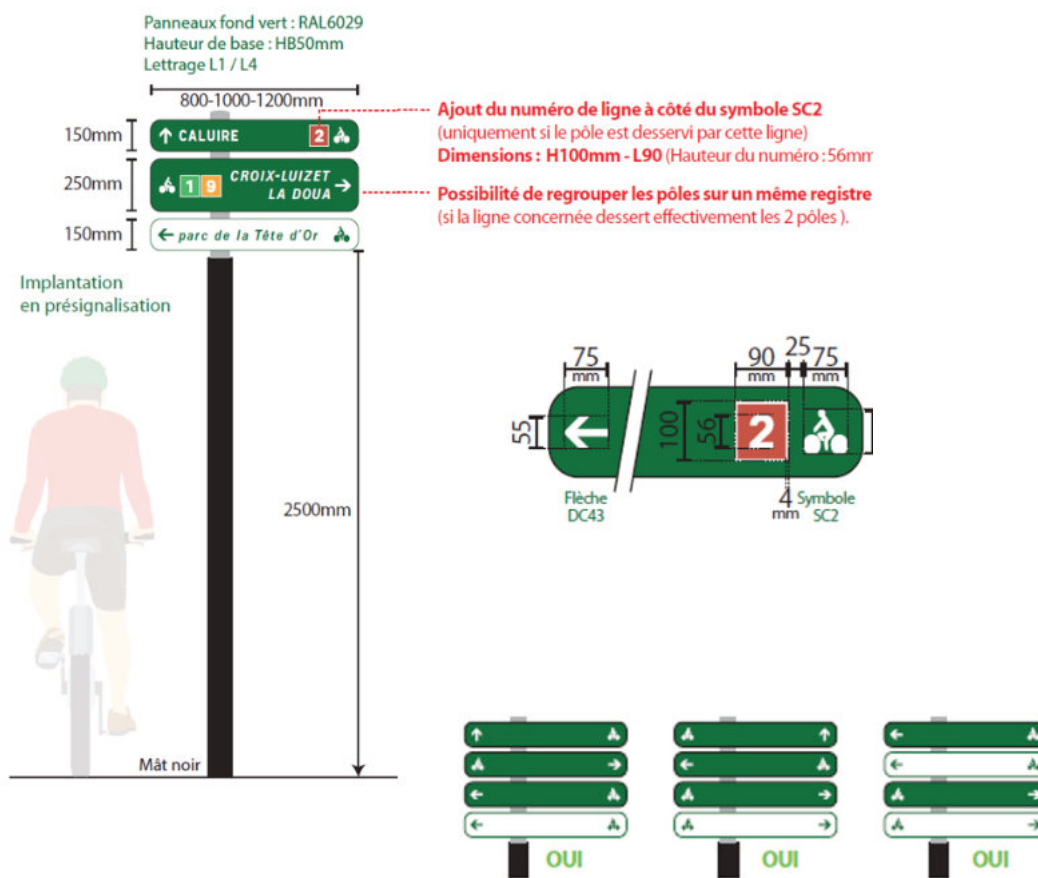 Panneaux fond vert : RAL6029
Hauteur de base : HB50mm
Lettrage L1 / L4
800-1000-1200mm
150mm
CALUIRE 2
250mm
1 9 CROIX-LUIZET
LA DOUA
150mm
parc de la Tête d'Or
Ajout du numéro de ligne à côté du symbole SC2
(uniquement si le pôle est desservi par cette ligne)
Dimensions : H100mm - L90 (Hauteur du numéro : 56mm
Possibilité de regrouper les pôles sur un même registre
(si la ligne concernée dessert effectivement les 2 pôles ).
Implantation
en présignalisation
2500mm
Mât noir
75
mm
90
mm
25
75
mm
55
100
56
2
4
mm
Flèche
DC43
Symbole
SC2
OUI
OUI
OUI